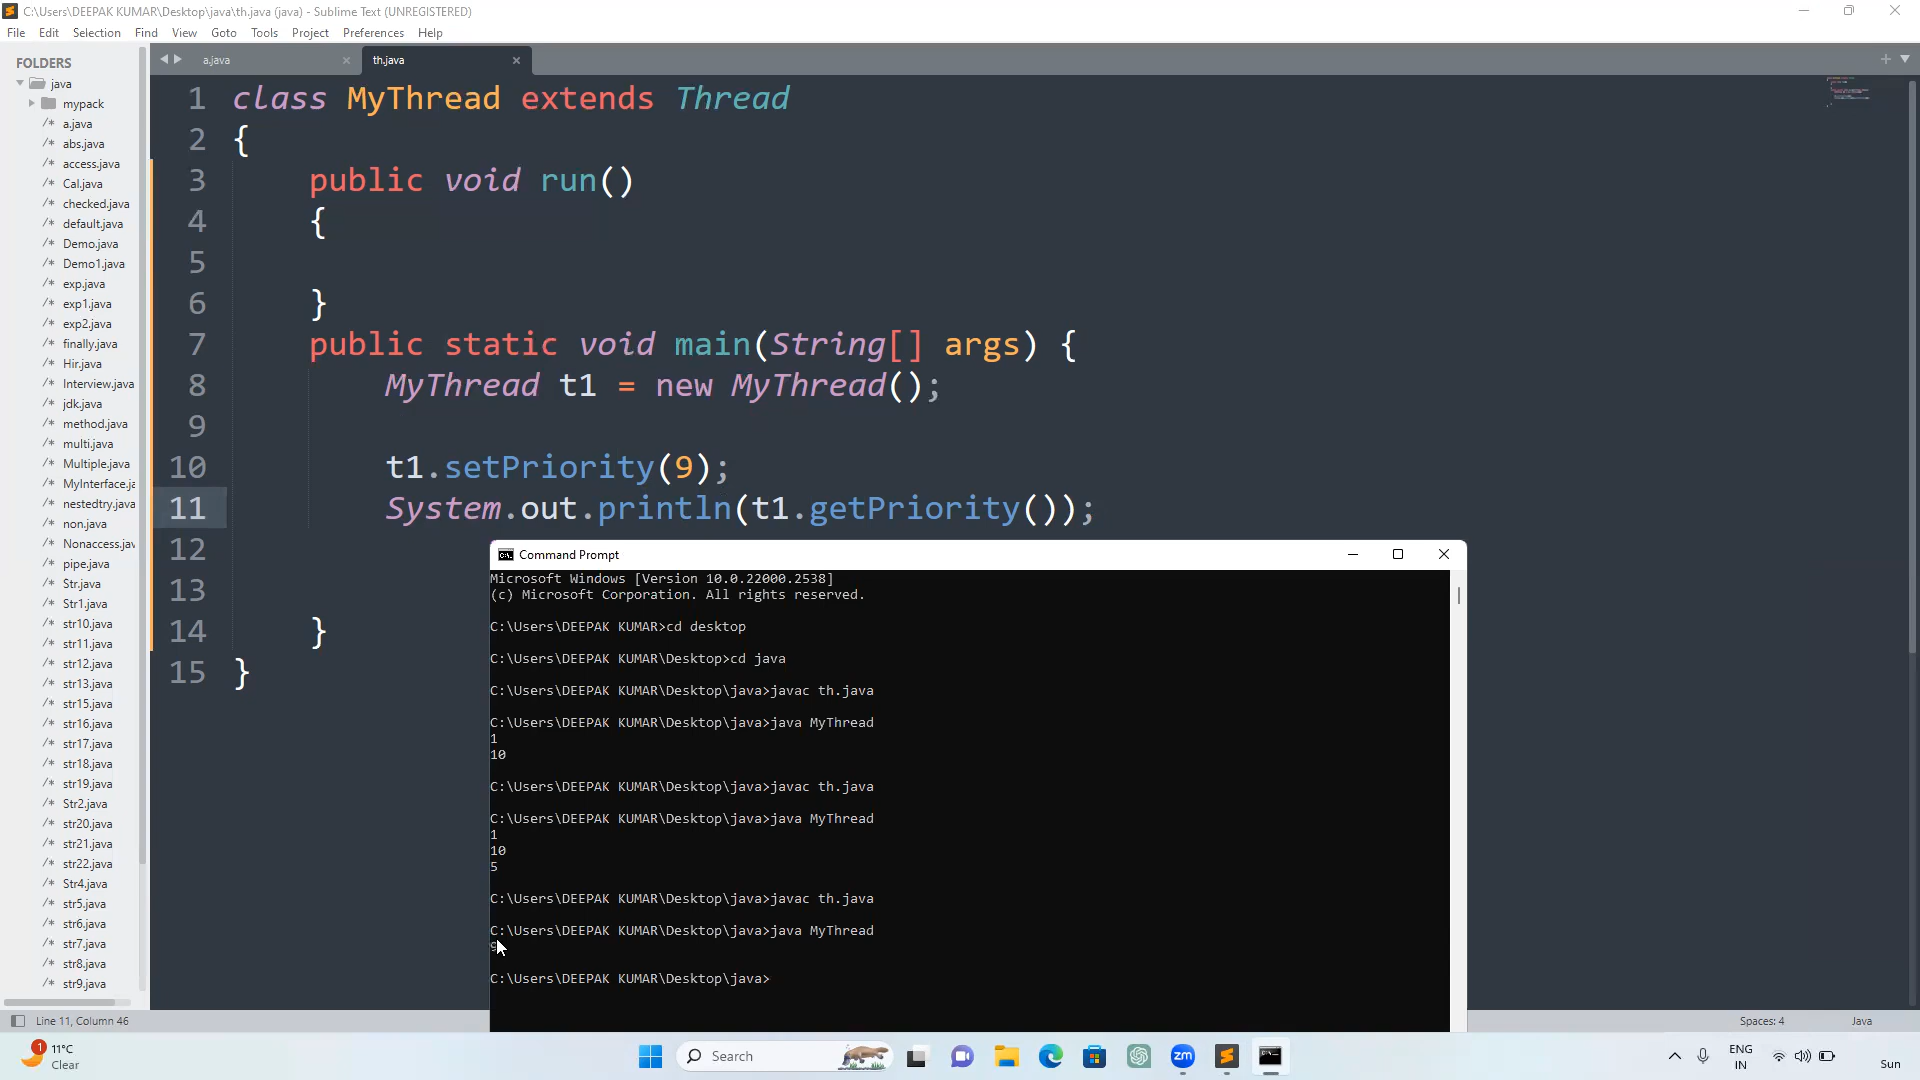 C:\Users\DEEPAK KUMAR\Desktop\java\th.java (java) - Sublime Text (UNREGISTERED)
File Edit Selection Find View Goto Tools Project Preferences Help
FOLDERS
java
mypack
/* a.java
/* abs.java
/* access.java
/* Cal.java
/* checked.java
/* default.java
/* Demo.java
/* Demo1.java
/* exp.java
/* exp1.java
/* exp2.java
/* finally.java
/* Hir.java
/* Interview.java
/* jdk.java
/* method.java
/* multi.java
/* Multiple.java
/* MyInterface.ja
/* nestedtry.java
/* non.java
/* Nonaccess.jav
/* pipe.java
/* Str.java
/* Str1.java
/* str10.java
/* str11.java
/* str12.java
/* str13.java
/* str15.java
/* str16.java
/* str17.java
/* str18.java
/* str19.java
/* Str2.java
/* str20.java
/* str21.java
/* str22.java
/* Str4.java
/* str5.java
/* str6.java
/* str7.java
/* str8.java
/* str9.java
a.java
th.java
1 class MyThread extends Thread
2 {
3 public void run()
4 {
5
6 }
7 public static void main(String[] args) {
8 MyThread t1 = new MyThread();
9
10 t1.setPriority(9);
11 System.out.println(t1.getPriority());
12
13
14 }
15 }
Command Prompt
Microsoft Windows [Version 10.0.22000.2538]
(c) Microsoft Corporation. All rights reserved.
C:\Users\DEEPAK KUMAR>cd desktop
C:\Users\DEEPAK KUMAR\Desktop>cd java
C:\Users\DEEPAK KUMAR\Desktop\java>javac th.java
C:\Users\DEEPAK KUMAR\Desktop\java>java MyThread
1
10
C:\Users\DEEPAK KUMAR\Desktop\java>javac th.java
C:\Users\DEEPAK KUMAR\Desktop\java>java MyThread
1
10
5
C:\Users\DEEPAK KUMAR\Desktop\java>javac th.java
C:\Users\DEEPAK KUMAR\Desktop\java>java MyThread
9
C:\Users\DEEPAK KUMAR\Desktop\java>
Line 11, Column 46
Spaces: 4
Java
1
11°C
Clear
Search
zm
ENG
IN
Sun